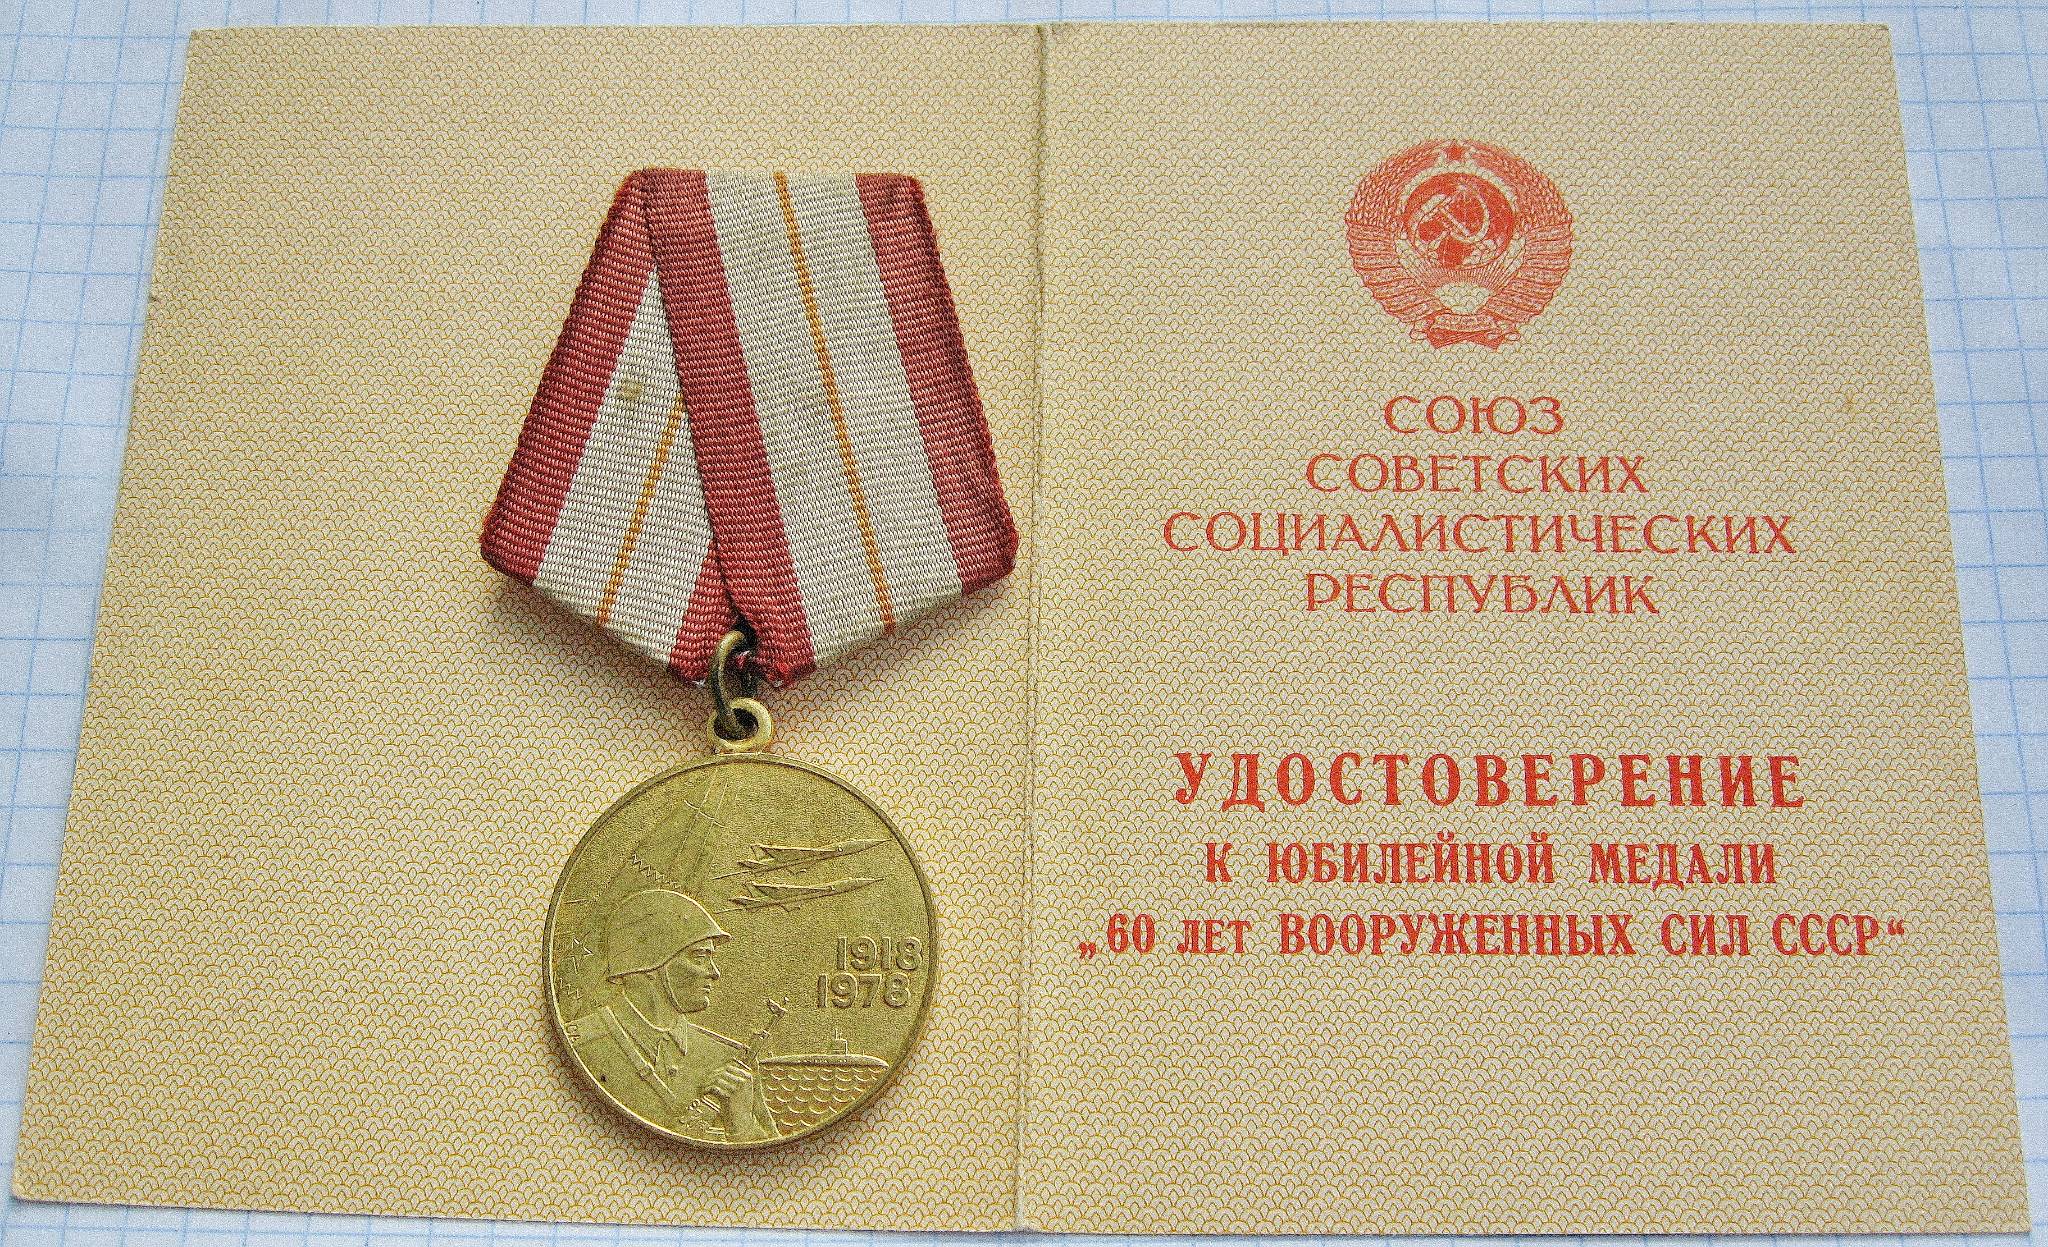 1918
1978
СОЮЗ
СОВЕТСКИХ
СОЦИАЛИСТИЧЕСКИХ
РЕСПУБЛИК
УДОСТОВЕРЕНИЕ
К ЮБИЛЕЙНОЙ МЕДАЛИ
„60 ЛЕТ ВООРУЖЕННЫХ СИЛ СССР“